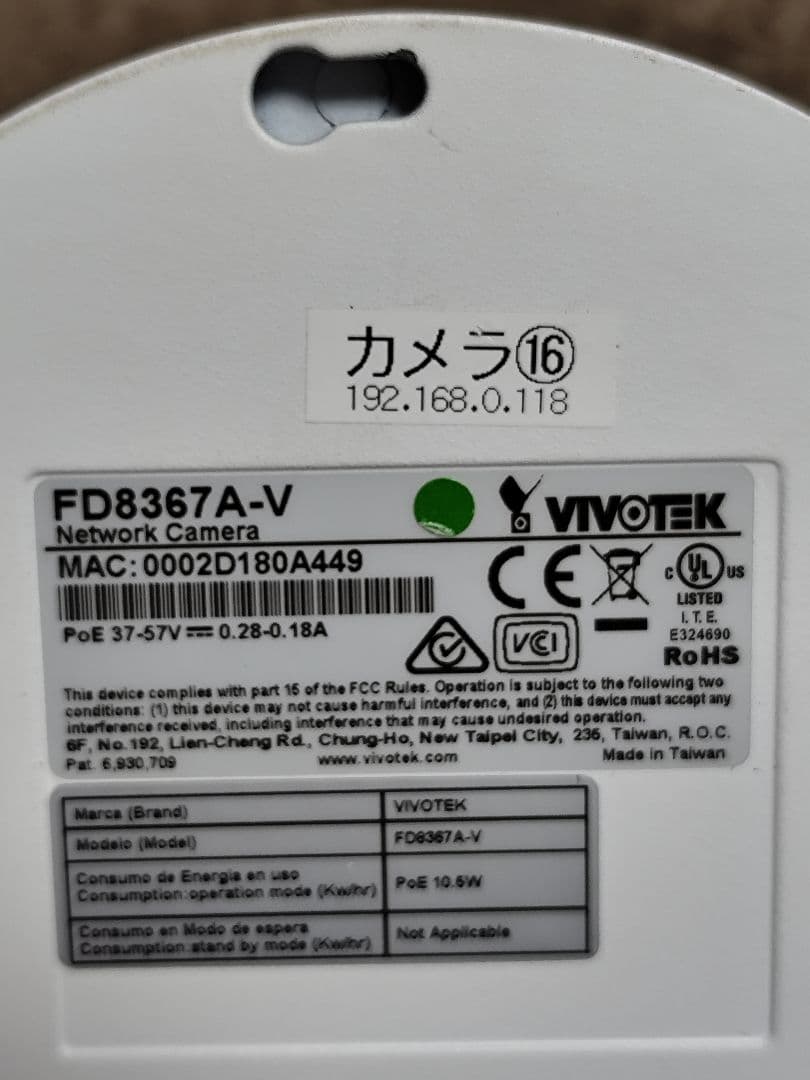 カメラ⑯
192.168.0.118
FD8367A-V
VIVOTEK
Network Camera
MAC:0002D180A449
CE
C UL US
LISTED
I.T.E.
E324690
RoHS
PoE 37-57V⎓0.28-0.18A
VCI
This device complies with part 15 of the FCC Rules. Operation is subject to the following two
conditions: (1) this device may not cause harmful interference, and (2) this device must accept any
interference received, including interference that may cause undesired operation.
6F, No.192, Lien-Cheng Rd., Chung-Ho, New Taipei City, 235, Taiwan, R.O.C.
Pat. 6,930,709 www.vivotek.com Made in Taiwan
Marca (Brand) VIVOTEK
Modelo (Model) FD8367A-V
Consumo de Energia en uso
Consumption:operation mode (Kw/hr) PoE 10.5W
Consumo en Modo de espera
Consumption:stand by mode (Kw/hr) Not Applicable